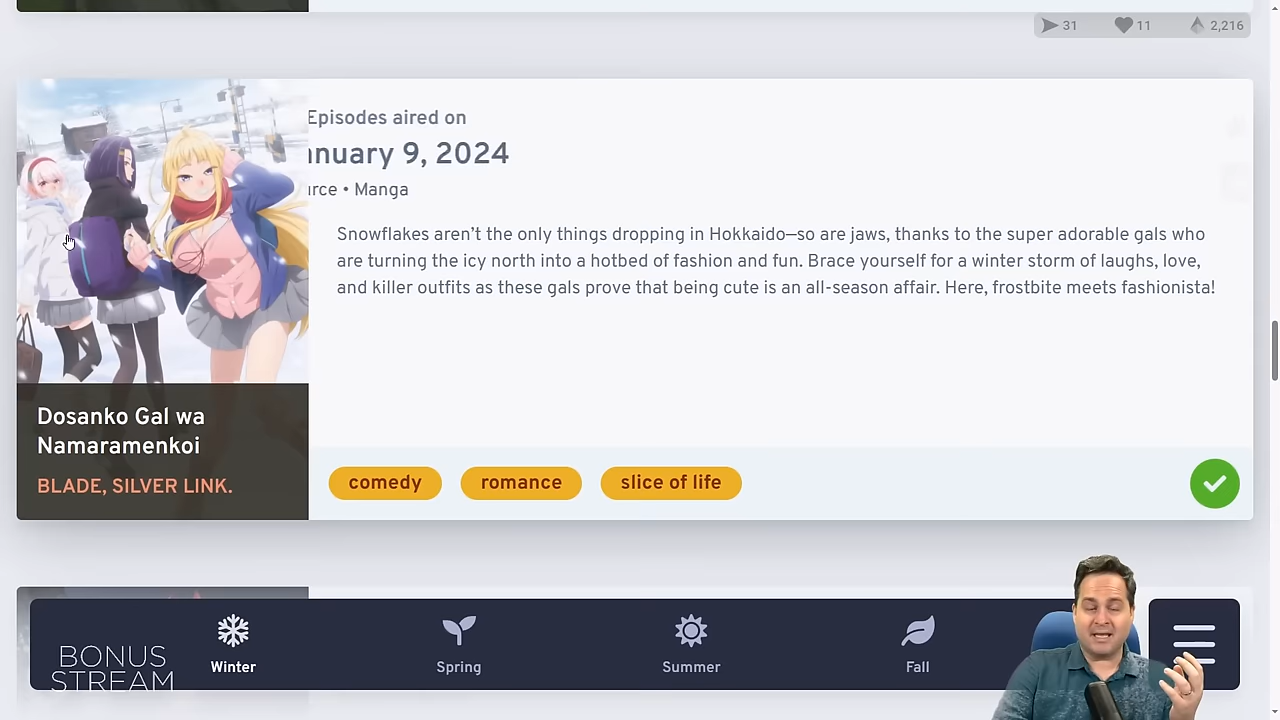 31 11 2,216
Episodes aired on
anuary 9, 2024
urce • Manga
Snowflakes aren’t the only things dropping in Hokkaido—so are jaws, thanks to the super adorable gals who
are turning the icy north into a hotbed of fashion and fun. Brace yourself for a winter storm of laughs, love,
and killer outfits as these gals prove that being cute is an all-season affair. Here, frostbite meets fashionista!
Dosanko Gal wa
Namaramenkoi
BLADE, SILVER LINK.
comedy romance slice of life
BONUS
STREAM
Winter Spring Summer Fall